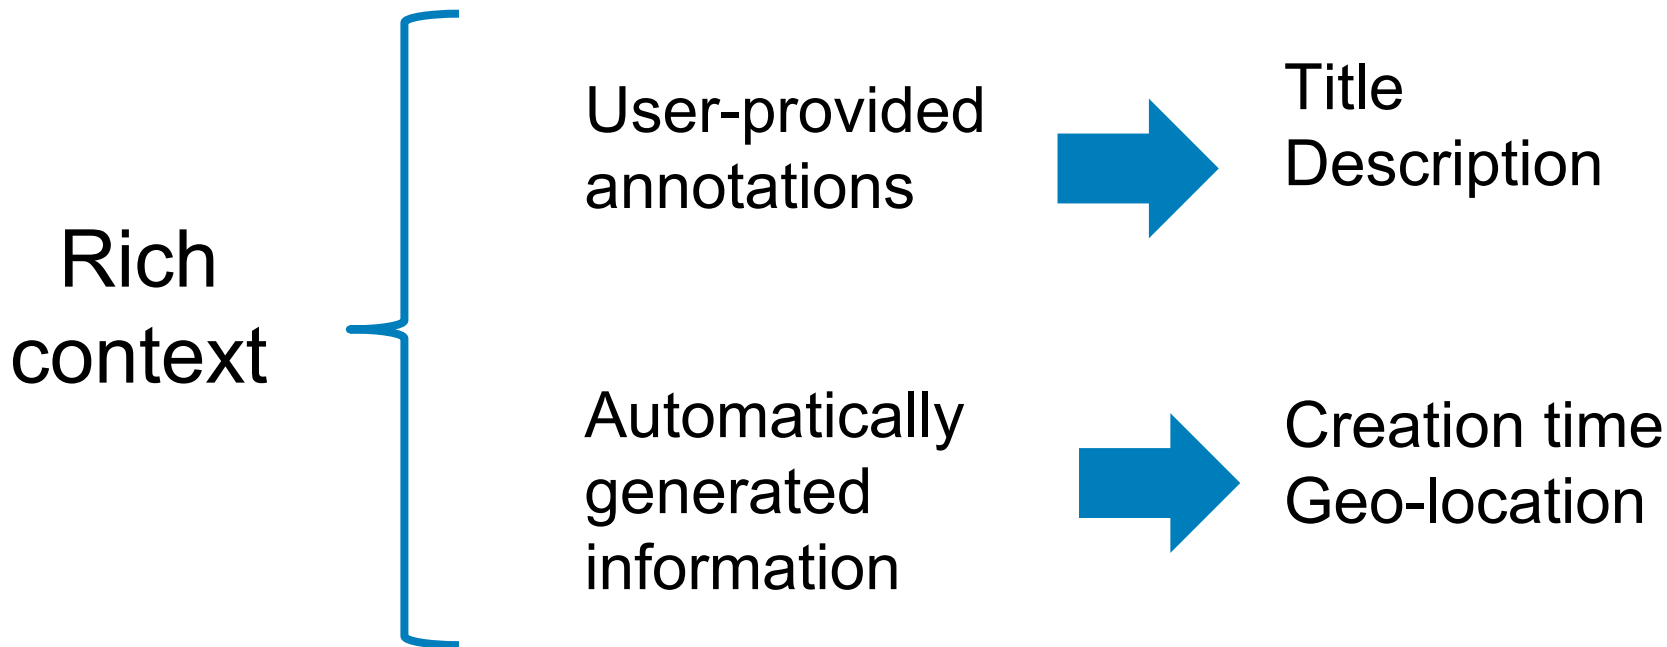 Rich
context
User-provided
annotations
Title
Description
Automatically
generated
information
Creation time
Geo-location